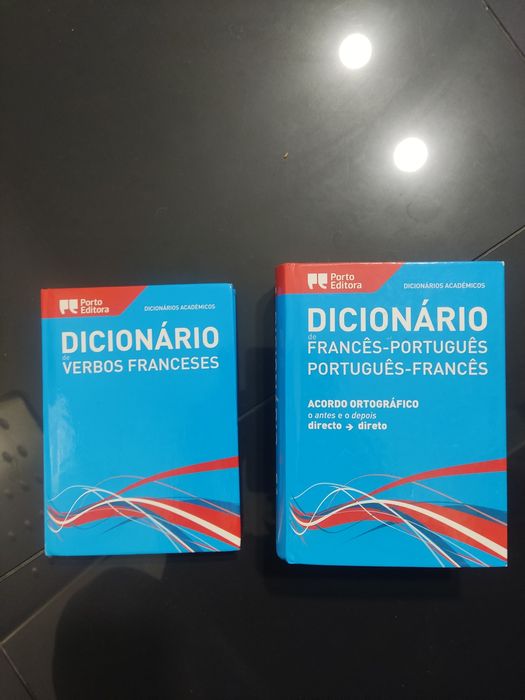 Porto
Editora
DICIONÁRIOS ACADÉMICOS
DICIONÁRIO
de
VERBOS FRANCESES
Porto
Editora
DICIONÁRIOS ACADÉMICOS
DICIONÁRIO
de
FRANCÊS-PORTUGUÊS
PORTUGUÊS-FRANCÊS
ACORDO ORTOGRÁFICO
o antes e o depois
directo → direto